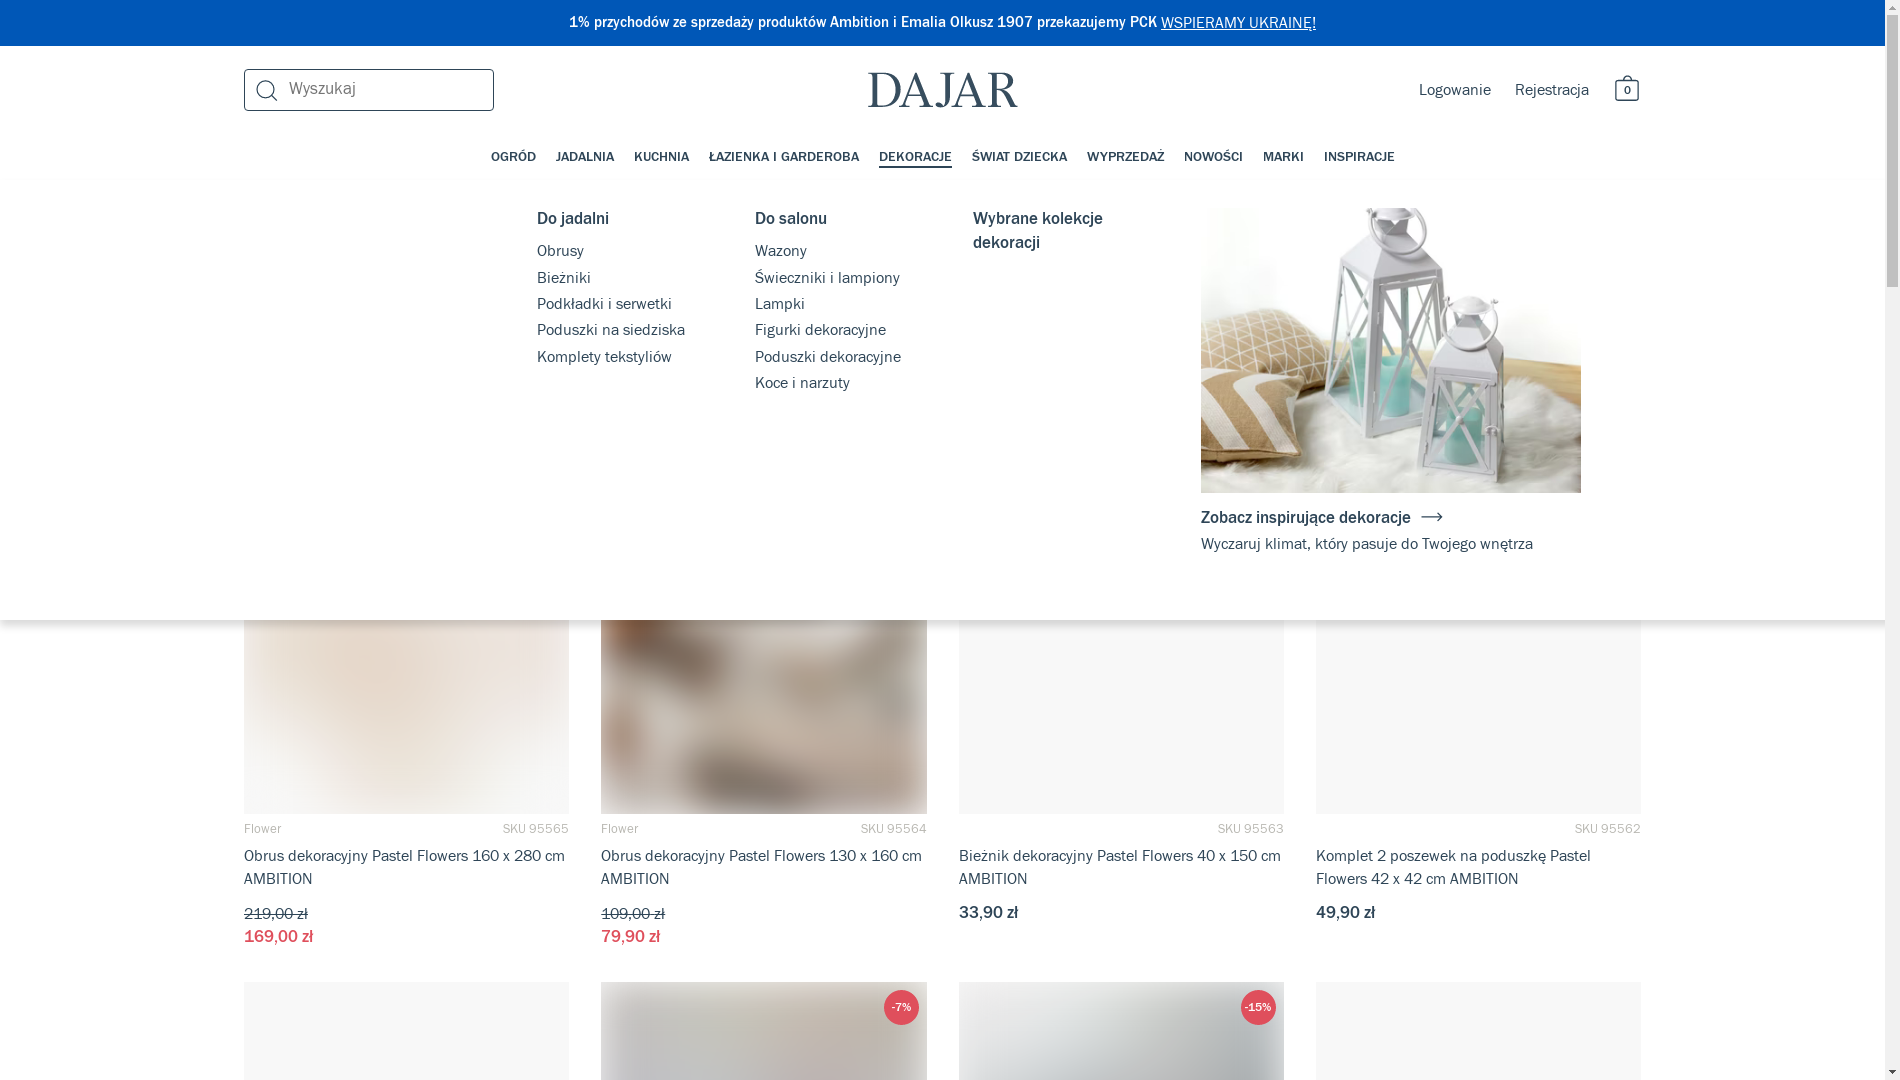 1% przychodów ze sprzedaży produktów Ambition i Emalia Olkusz 1907 przekazujemy PCK WSPIERAMY UKRAINĘ!
Wyszukaj
DAJAR
Logowanie
Rejestracja
0
OGRÓD
JADALNIA
KUCHNIA
ŁAZIENKA I GARDEROBA
DEKORACJE
ŚWIAT DZIECKA
WYPRZEDAŻ
NOWOŚCI
MARKI
INSPIRACJE
Do jadalni
Obrusy
Bieżniki
Podkładki i serwetki
Poduszki na siedziska
Komplety tekstyliów
Do salonu
Wazony
Świeczniki i lampiony
Lampki
Figurki dekoracyjne
Poduszki dekoracyjne
Koce i narzuty
Wybrane kolekcje
dekoracji
Zobacz inspirujące dekoracje
Wyczaruj klimat, który pasuje do Twojego wnętrza
Flower
SKU 95565
Obrus dekoracyjny Pastel Flowers 160 x 280 cm
AMBITION
219,00 zł
169,00 zł
Flower
SKU 95564
Obrus dekoracyjny Pastel Flowers 130 x 160 cm
AMBITION
109,00 zł
79,90 zł
SKU 95563
Bieżnik dekoracyjny Pastel Flowers 40 x 150 cm
AMBITION
33,90 zł
SKU 95562
Komplet 2 poszewek na poduszkę Pastel
Flowers 42 x 42 cm AMBITION
49,90 zł
-7%
-15%